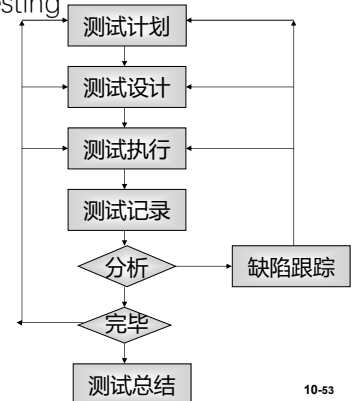 esting
测试计划
测试设计
测试执行
测试记录
分析
缺陷跟踪
完毕
测试总结
10-53